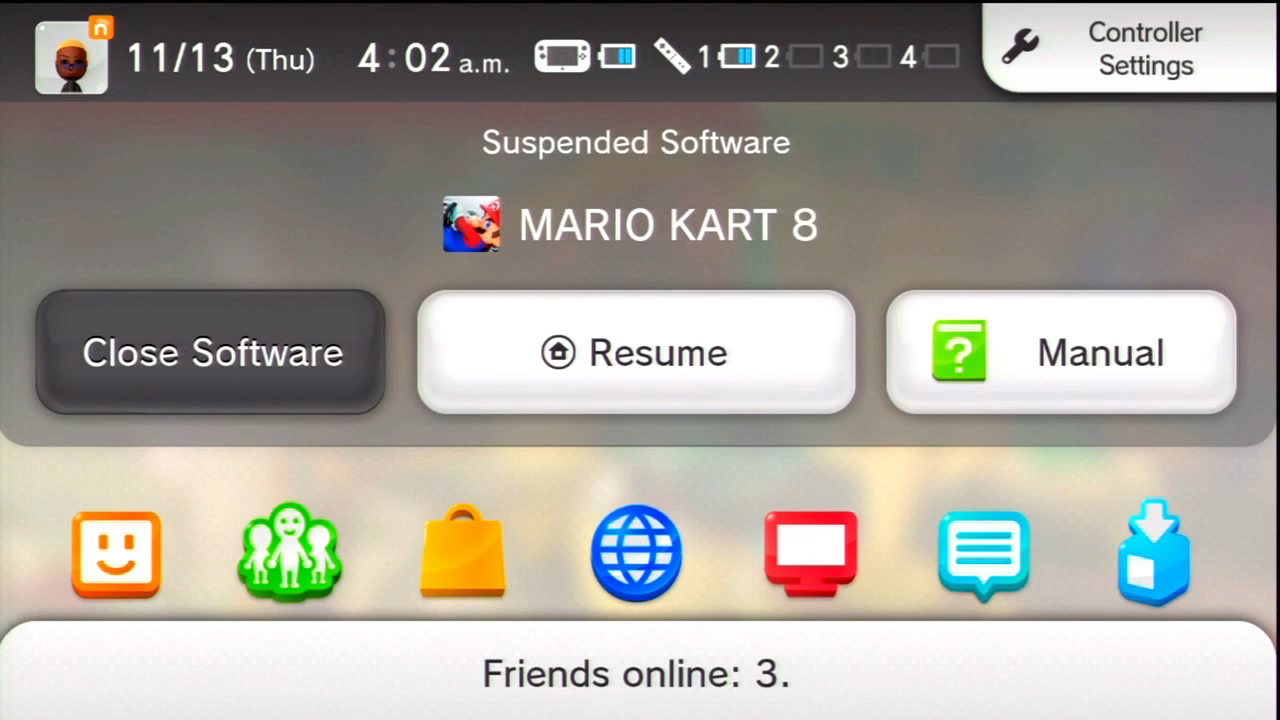 11/13 (Thu) 4:02 a.m. 1 2 3 4
Controller
Settings
Suspended Software
MARIO KART 8
Close Software
Resume
? Manual
Friends online: 3.